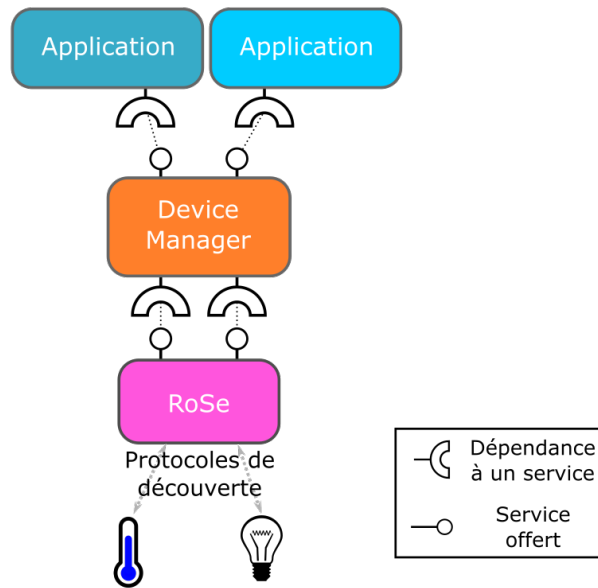 Application
Application
Device
Manager
RoSe
Protocoles de
découverte
Dépendance
à un service
Service
offert